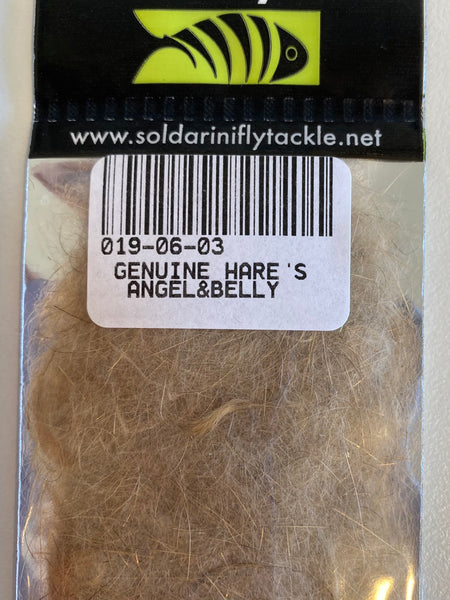 www.soldariniflytackle.net
019-06-03
GENUINE HARE'S
ANGEL&BELLY